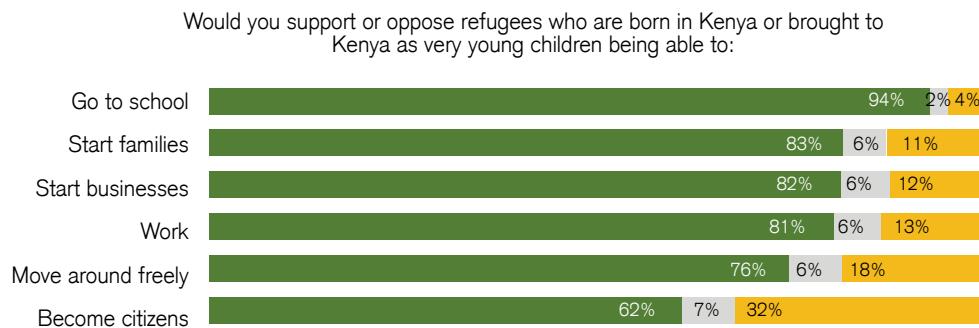 Would you support or oppose refugees who are born in Kenya or brought to
Kenya as very young children being able to:
Go to school 94% 2% 4%
Start families 83% 6% 11%
Start businesses 82% 6% 12%
Work 81% 6% 13%
Move around freely 76% 6% 18%
Become citizens 62% 7% 32%